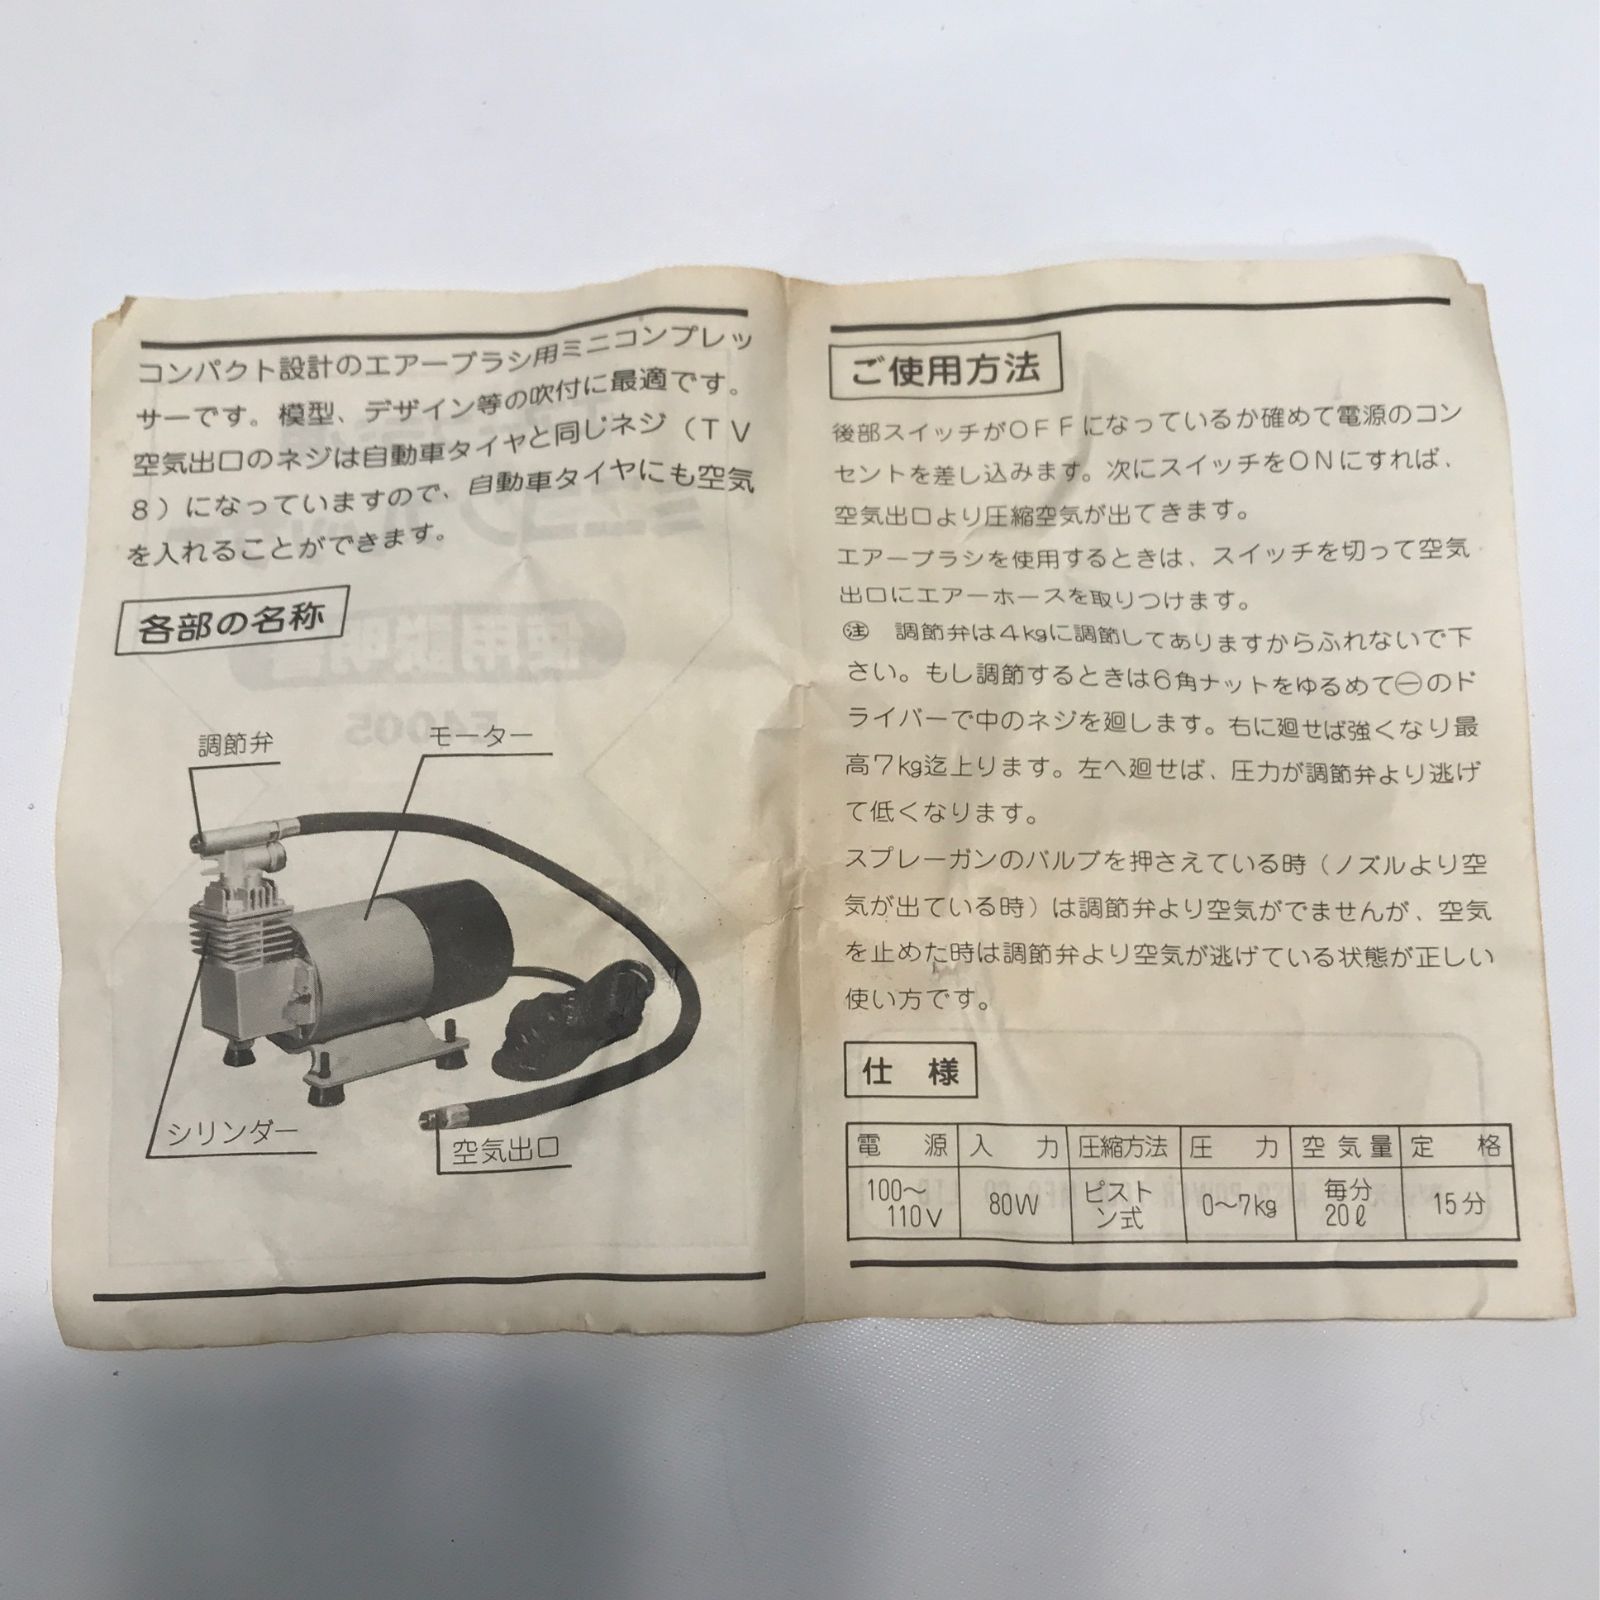 コンパクト設計のエアーブラシ用ミニコンプレッ
サーです。模型、デザイン等の吹付に最適です。
空気出口のネジは自動車タイヤと同じネジ（ＴＶ
８）になっていますので、自動車タイヤにも空気
を入れることができます。
各部の名称
調節弁
モーター
シリンダー
空気出口
ご使用方法
後部スイッチがＯＦＦになっているか確めて電源のコン
セントを差し込みます。次にスイッチをＯＮにすれば、
空気出口より圧縮空気が出てきます。
エアーブラシを使用するときは、スイッチを切って空気
出口にエアーホースを取りつけます。
㊟　調節弁は４kgに調節してありますからふれないで下
さい。もし調節するときは６角ナットをゆるめて㊀のド
ライバーで中のネジを廻します。右に廻せば強くなり最
高７kg迄上ります。左へ廻せば、圧力が調節弁より逃げ
て低くなります。
スプレーガンのバルブを押さえている時（ノズルより空
気が出ている時）は調節弁より空気がでませんが、空気
を止めた時は調節弁より空気が逃げている状態が正しい
使い方です。
仕　様
電　源 入　力 圧縮方法 圧　力 空気量 定　格
100～110V 80W ピストン式 0～7kg 毎分20ℓ 15分